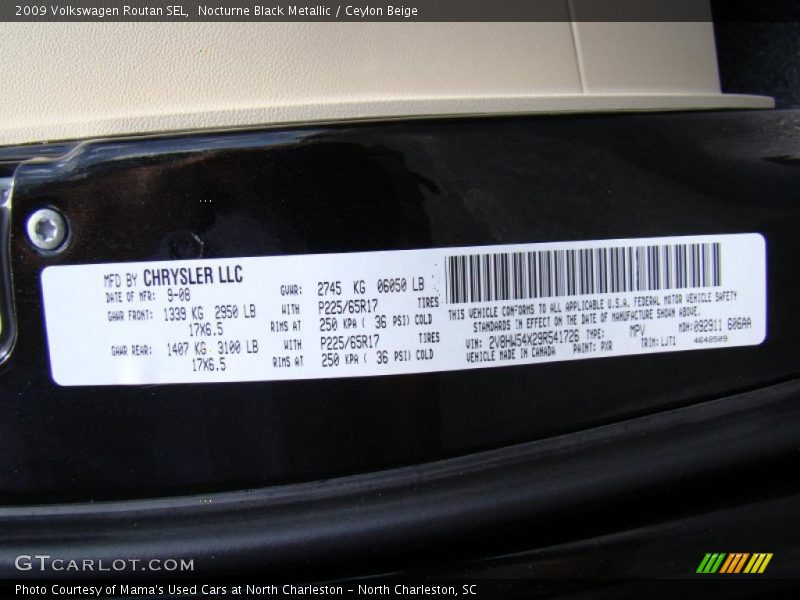 2009 Volkswagen Routan SEL, Nocturne Black Metallic / Ceylon Beige
MFD BY CHRYSLER LLC
DATE OF MFR: 9-08
GVWR: 2745 KG 06050 LB
GAWR FRONT: 1339 KG 2950 LB WITH P225/65R17 TIRES
17X6.5 RIMS AT 250 KPA ( 36 PSI) COLD
GAWR REAR: 1407 KG 3100 LB WITH P225/65R17 TIRES
17X6.5 RIMS AT 250 KPA ( 36 PSI) COLD
THIS VEHICLE CONFORMS TO ALL APPLICABLE U.S.A. FEDERAL MOTOR VEHICLE SAFETY
STANDARDS IN EFFECT ON THE DATE OF MANUFACTURE SHOWN ABOVE.
VIN: 2V8HW54X29R541726 TYPE: MPV MDH:092911 606AA
VEHICLE MADE IN CANADA PAINT: PXR TRIM:LJT1 4648509
GTCARLOT.COM
Photo Courtesy of Mama's Used Cars at North Charleston - North Charleston, SC